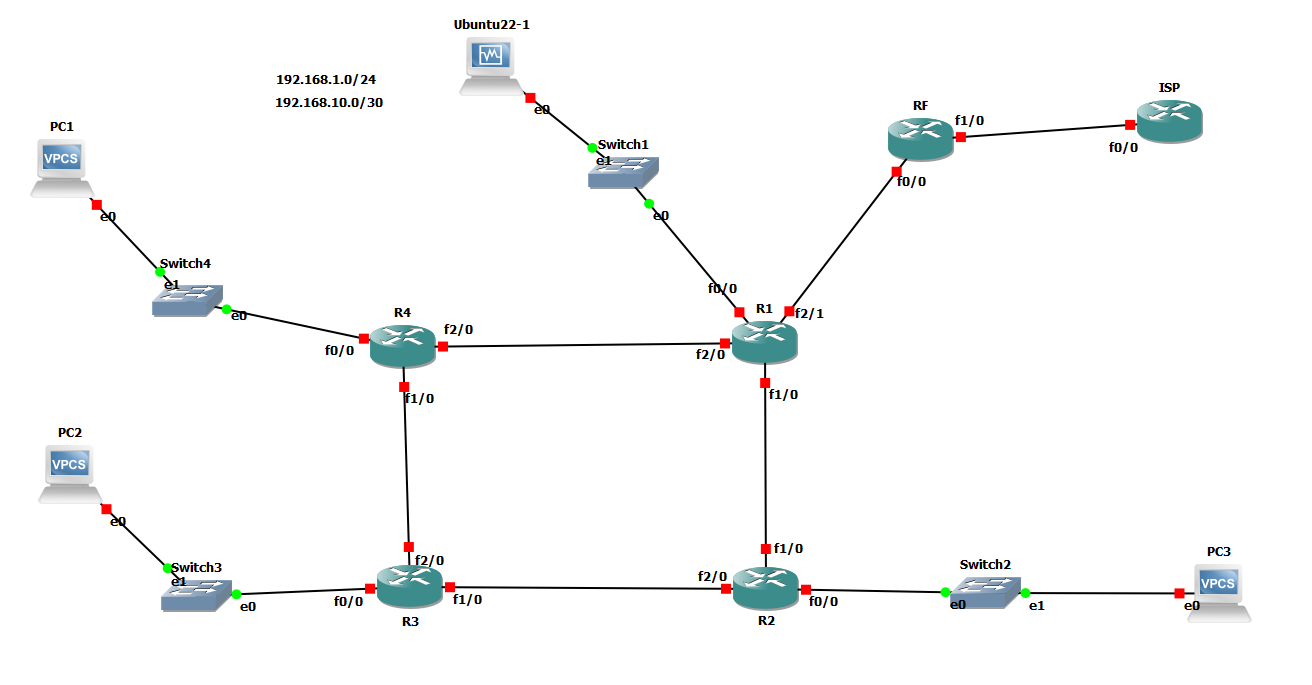 Ubuntu22-1
e0
192.168.1.0/24
192.168.10.0/30
ISP
f0/0
RF
f1/0
f0/0
PC1
VPCS
e0
Switch1
e1
e0
Switch4
e1
e0
f0/0
R1
f2/1
f2/0
f1/0
R4
f2/0
f0/0
f1/0
PC2
VPCS
e0
Switch3
e1
e0
f2/0
f0/0
f1/0
R3
f1/0
f2/0
f0/0
R2
Switch2
e0
e1
PC3
VPCS
e0